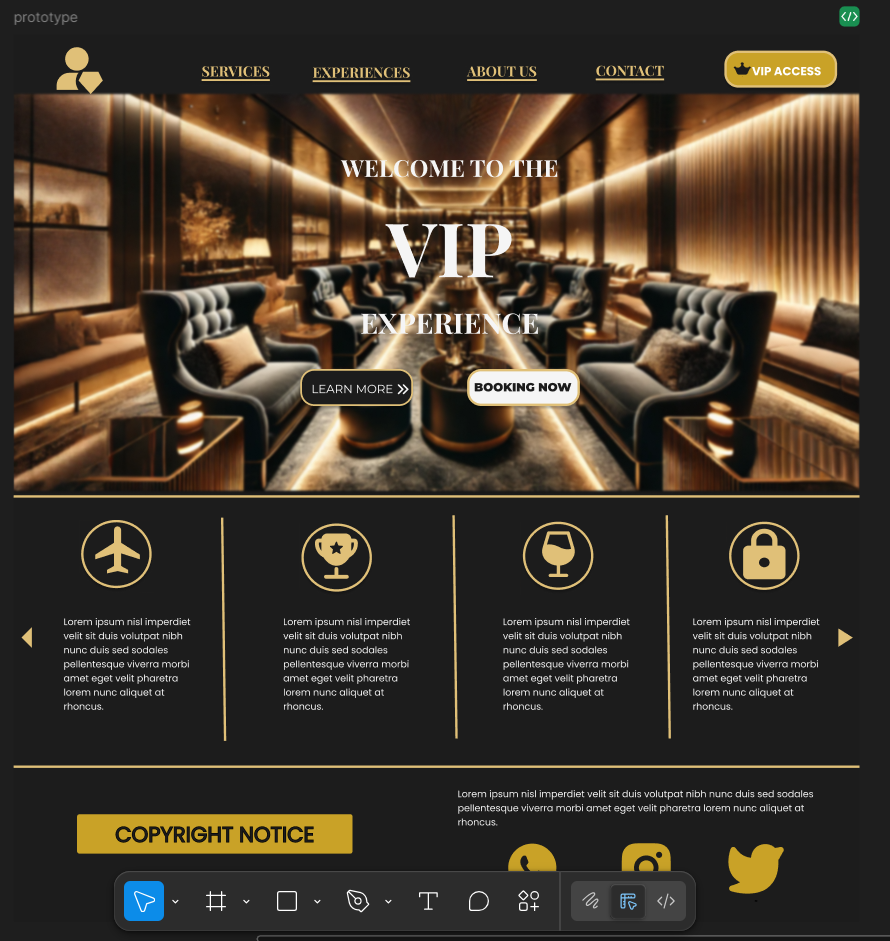 prototype
SERVICES
EXPERIENCES
ABOUT US
CONTACT
VIP ACCESS
WELCOME TO THE
VIP
EXPERIENCE
LEARN MORE
BOOKING NOW
Lorem ipsum nisl imperdiet
velit sit duis volutpat nibh
nunc duis sed sodales
pellentesque viverra morbi
amet eget velit pharetra
lorem nunc aliquet at
rhoncus.
Lorem ipsum nisl imperdiet
velit sit duis volutpat nibh
nunc duis sed sodales
pellentesque viverra morbi
amet eget velit pharetra
lorem nunc aliquet at
rhoncus.
Lorem ipsum nisl imperdiet
velit sit duis volutpat nibh
nunc duis sed sodales
pellentesque viverra morbi
amet eget velit pharetra
lorem nunc aliquet at
rhoncus.
Lorem ipsum nisl imperdiet
velit sit duis volutpat nibh
nunc duis sed sodales
pellentesque viverra morbi
amet eget velit pharetra
lorem nunc aliquet at
rhoncus.
Lorem ipsum nisl imperdiet velit sit duis volutpat nibh nunc duis sed sodales
pellentesque viverra morbi amet eget velit pharetra lorem nunc aliquet at
rhoncus.
COPYRIGHT NOTICE